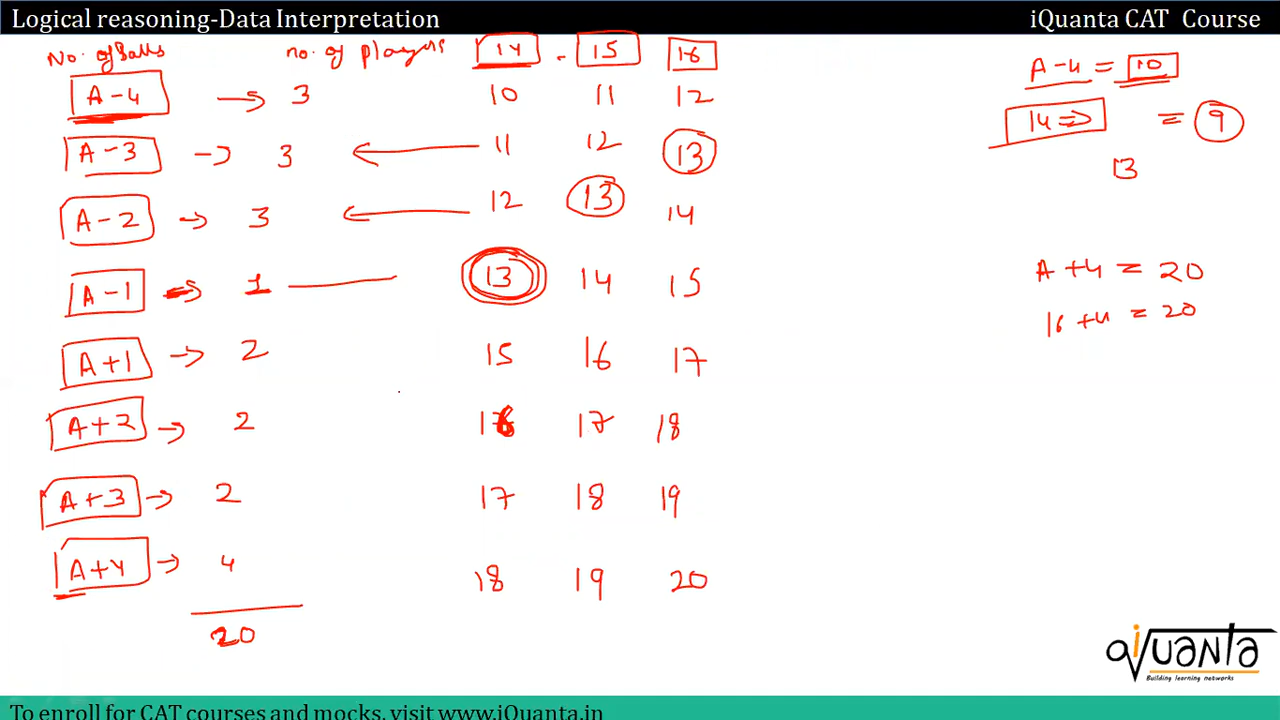 Logical reasoning-Data Interpretation iQuanta CAT Course
No. of Balls no. of players 14 - 15 16
A-4 → 3 10 11 12
A-3 → 3 ← 11 12 13
A-2 → 3 ← 12 13 14
A-1 → 1 13 14 15
A+1 → 2 15 16 17
A+2 → 2 16 17 18
A+3 → 2 17 18 19
A+4 → 4 18 19 20
20
A-4 = 10
14 ⇒ = 9
13
A+4 = 20
16+4 = 20
iQuanta
Building learning networks
To enroll for CAT courses and mocks, visit www.iQuanta.in